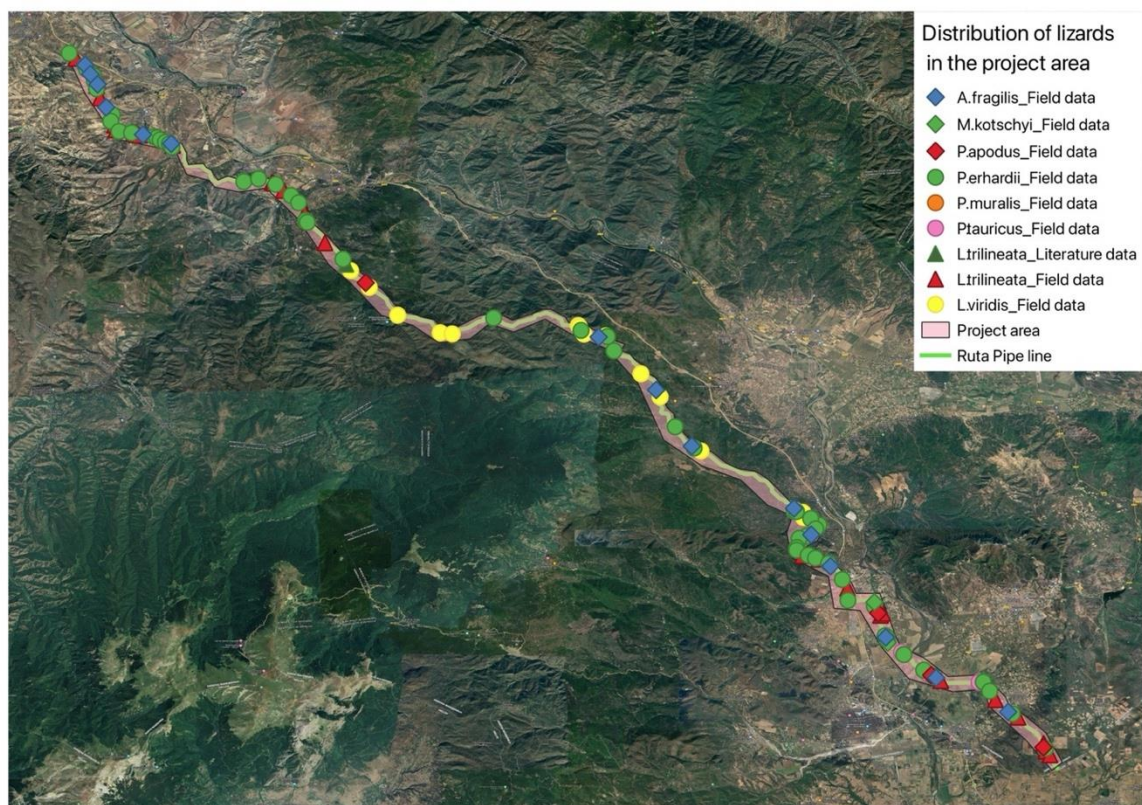 Distribution of lizards
in the project area
A.fragilis_Field data
M.kotschyi_Field data
P.apodus_Field data
P.erhardii_Field data
P.muralis_Field data
P.tauricus_Field data
L.trilineata_Literature data
L.trilineata_Field data
L.viridis_Field data
Project area
Ruta Pipe line